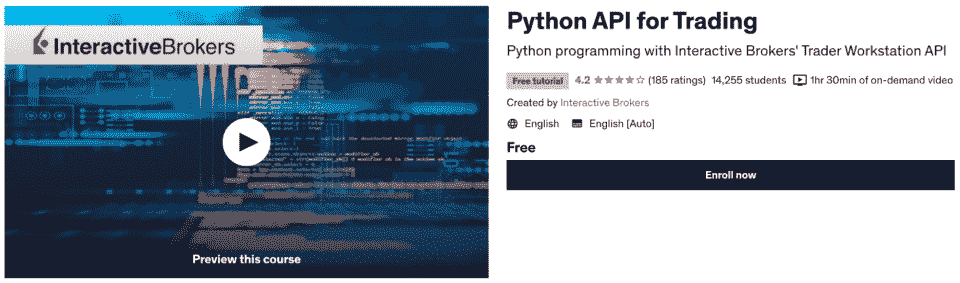 InteractiveBrokers
Preview this course
Python API for Trading
Python programming with Interactive Brokers' Trader Workstation API
Free tutorial 4.2 (185 ratings) 14,255 students 1hr 30min of on-demand video
Created by Interactive Brokers
English English [Auto]
Free
Enroll now